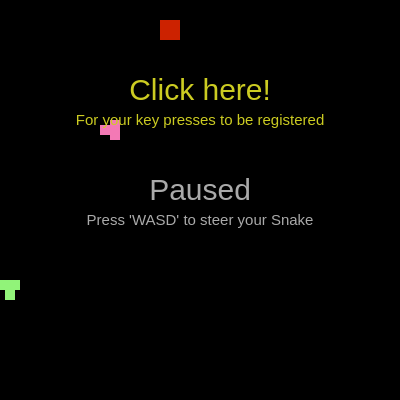 Click here!
For your key presses to be registered
Paused
Press 'WASD' to steer your Snake